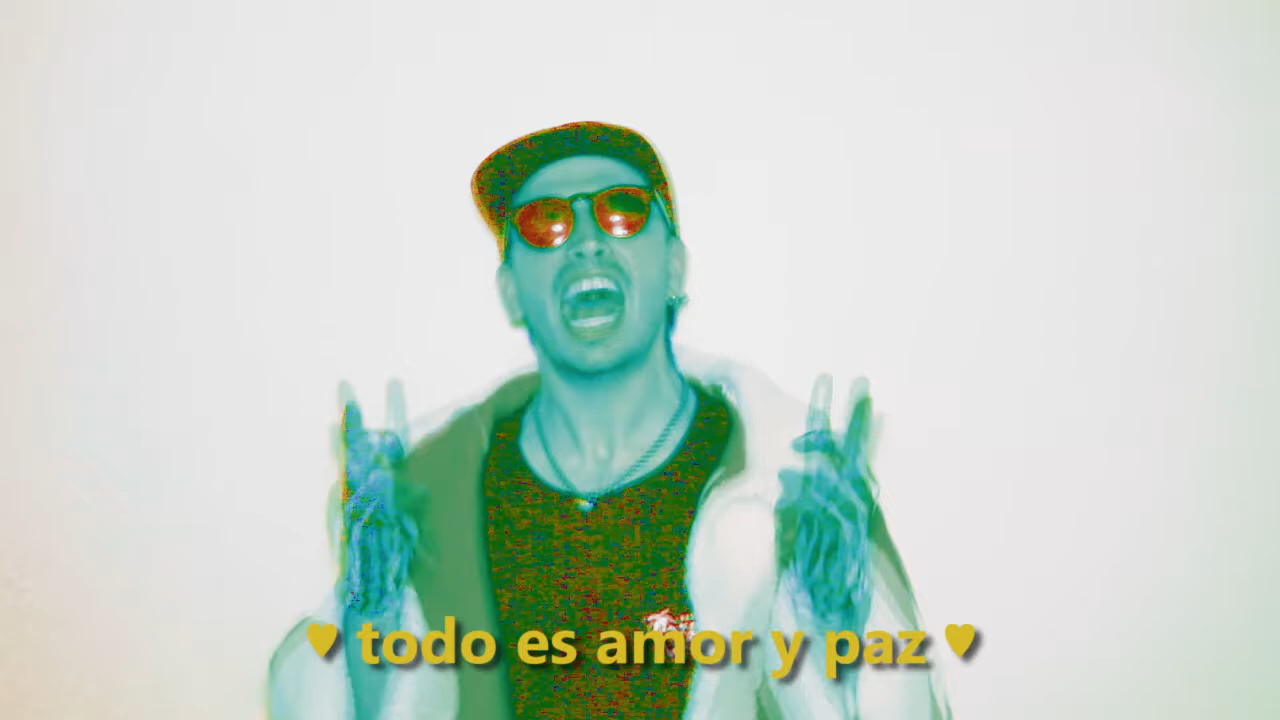 ♥ todo es amor y paz ♥